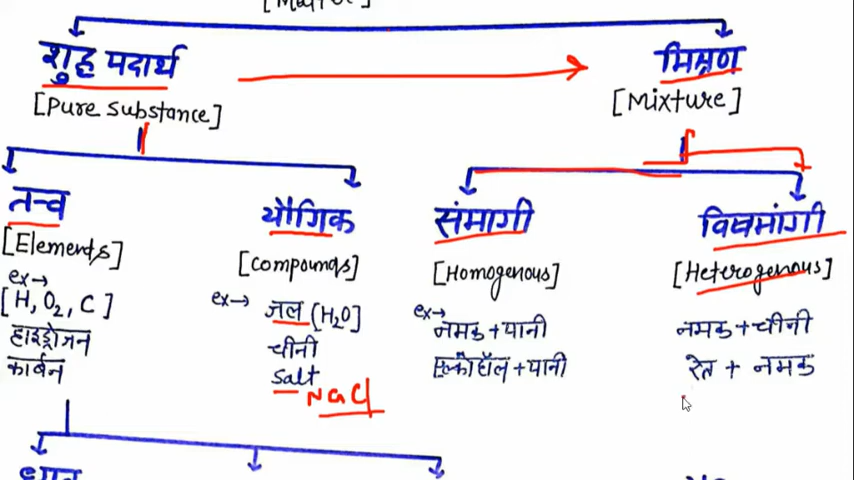 [Mixture]
शुद्ध पदार्थ
[Pure Substance]
मिश्रण
[Mixture]
तत्व
[Elements]
ex→
[H, O₂, C]
हाइड्रोजन
कार्बन
यौगिक
[Compounds]
ex→ जल [H₂O]
चीनी
Salt
NaCl
संमागी
[Homogenous]
ex→
नमक+पानी
एल्कोहॉल+पानी
विषमांगी
[Heterogenous]
नमक+चीनी
रेत + नमक
धातु